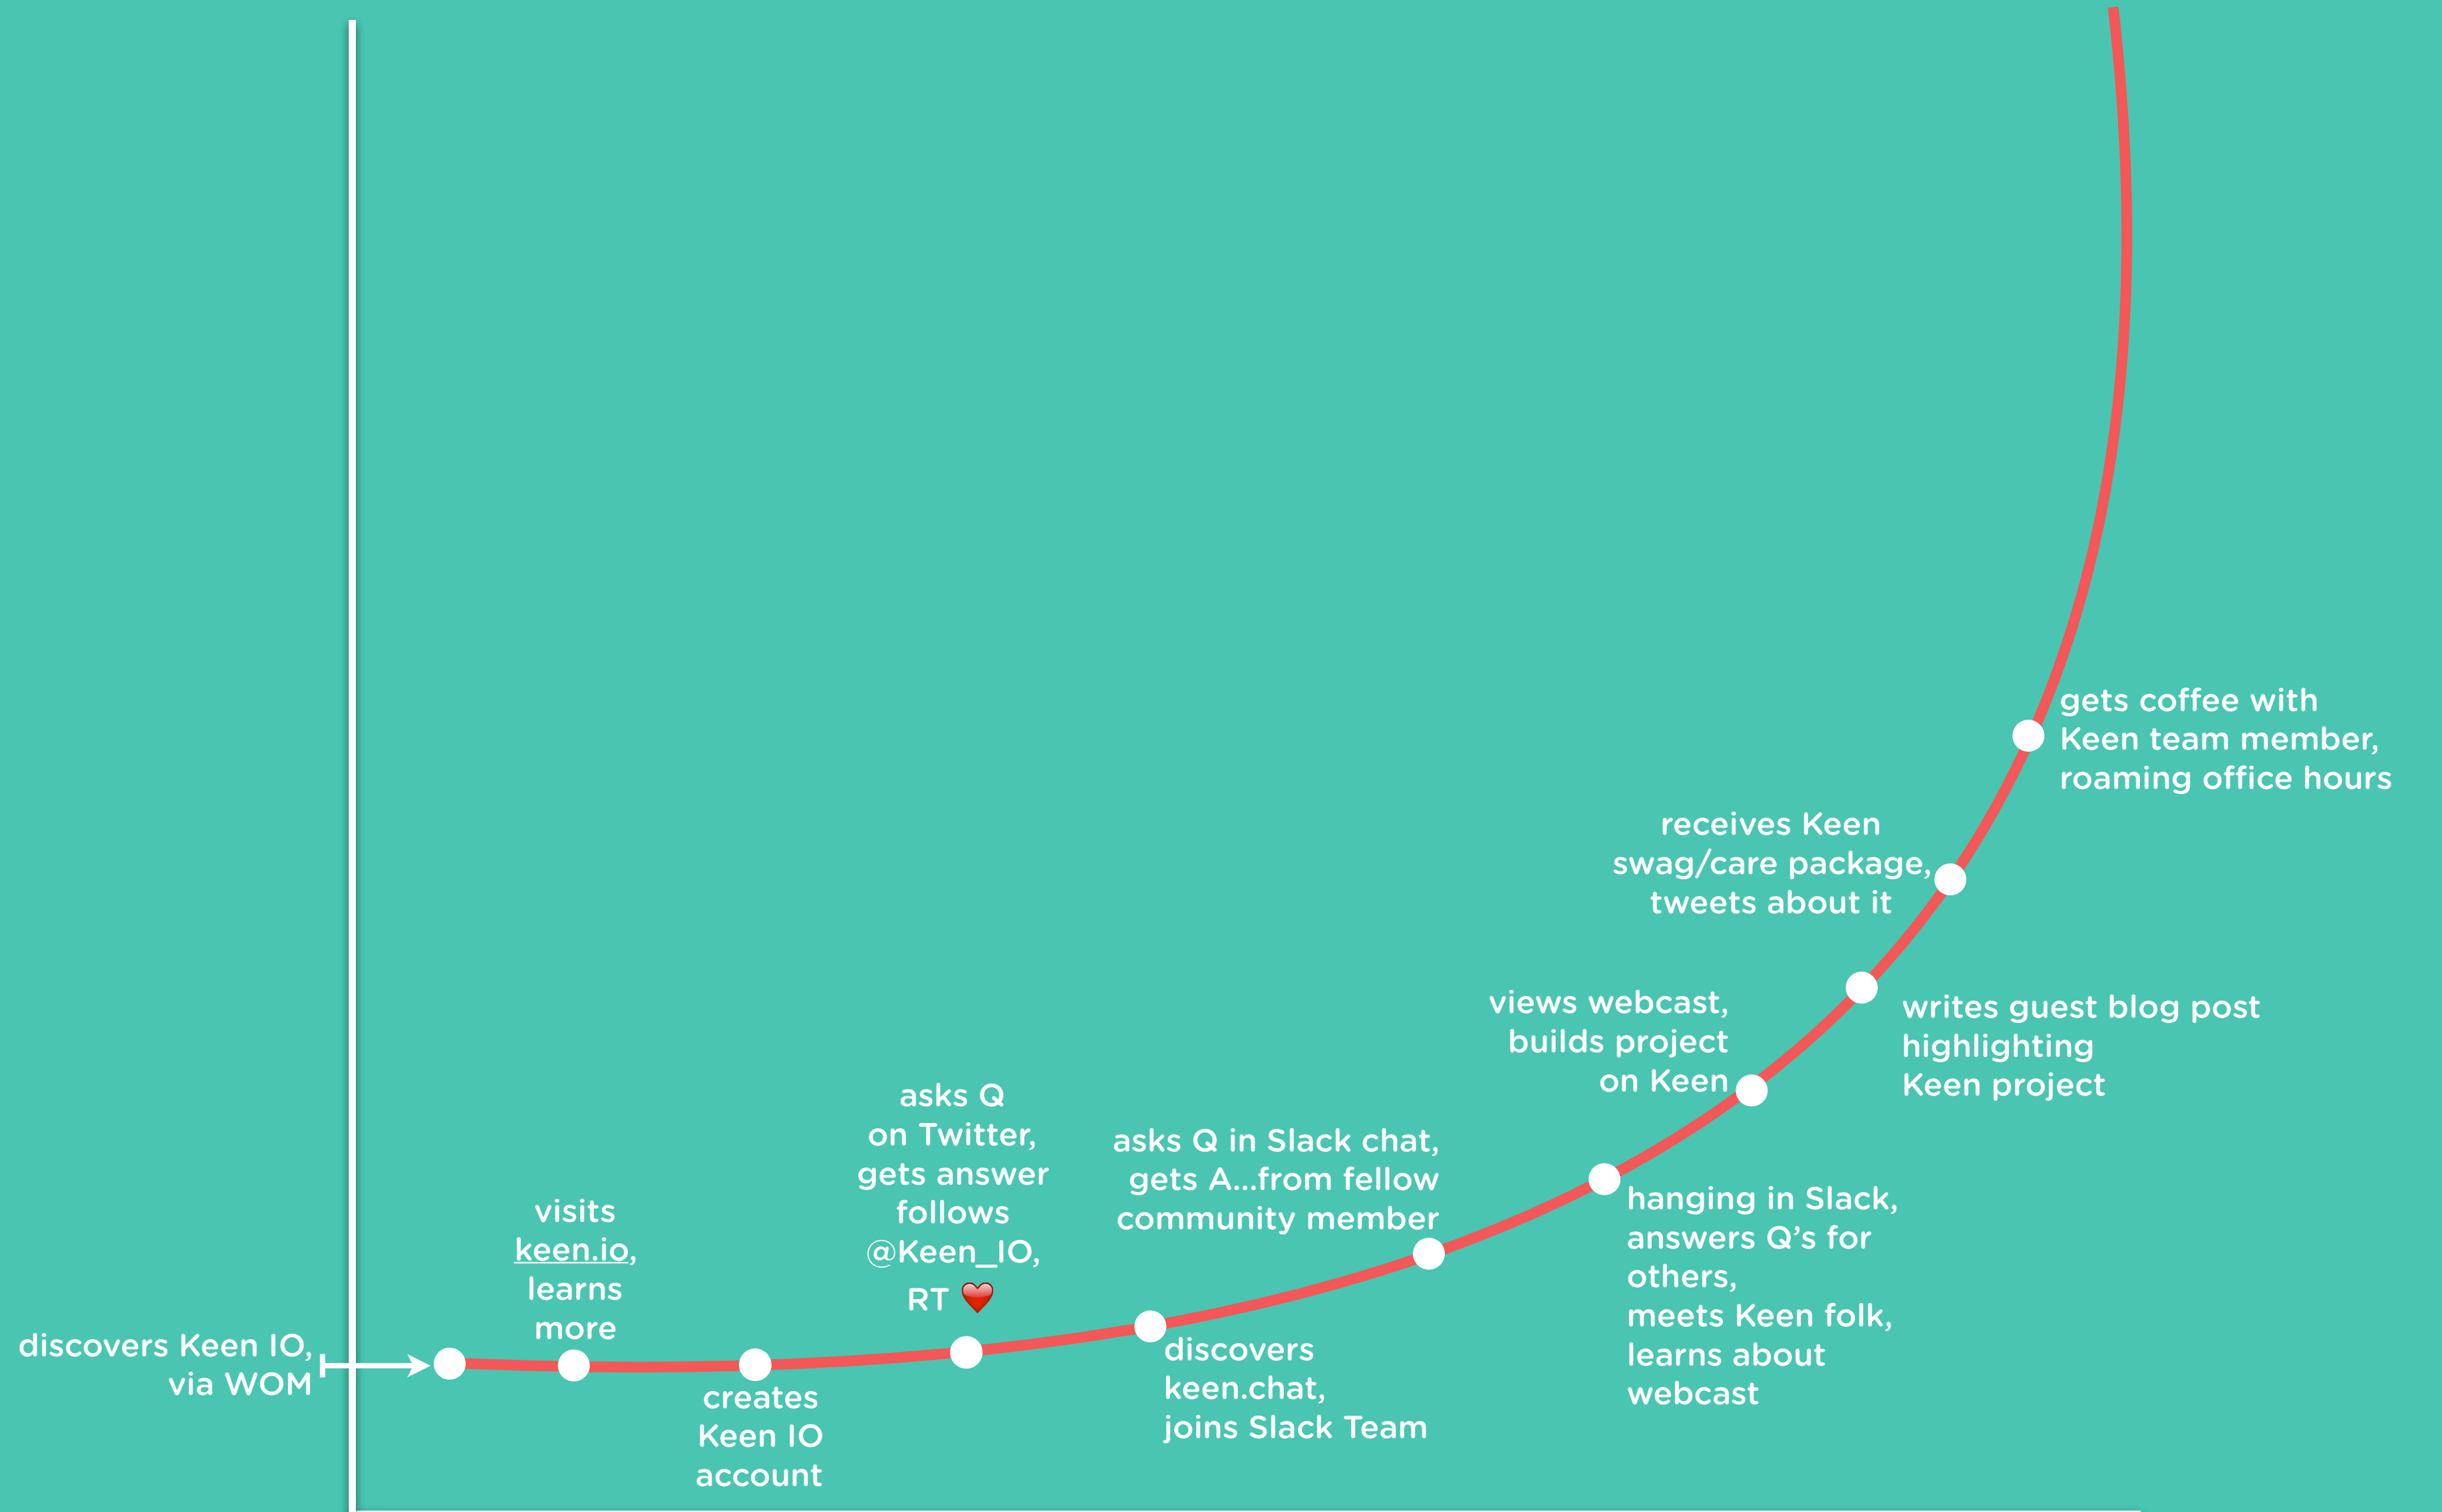 discovers Keen IO,
via WOM
visits
keen.io,
learns
more
creates
Keen IO
account
asks Q
on Twitter,
gets answer
follows
@Keen_IO,
RT ❤️
discovers
keen.chat,
joins Slack Team
asks Q in Slack chat,
gets A...from fellow
community member
hanging in Slack,
answers Q's for
others,
meets Keen folk,
learns about
webcast
views webcast,
builds project
on Keen
writes guest blog post
highlighting
Keen project
receives Keen
swag/care package,
tweets about it
gets coffee with
Keen team member,
roaming office hours